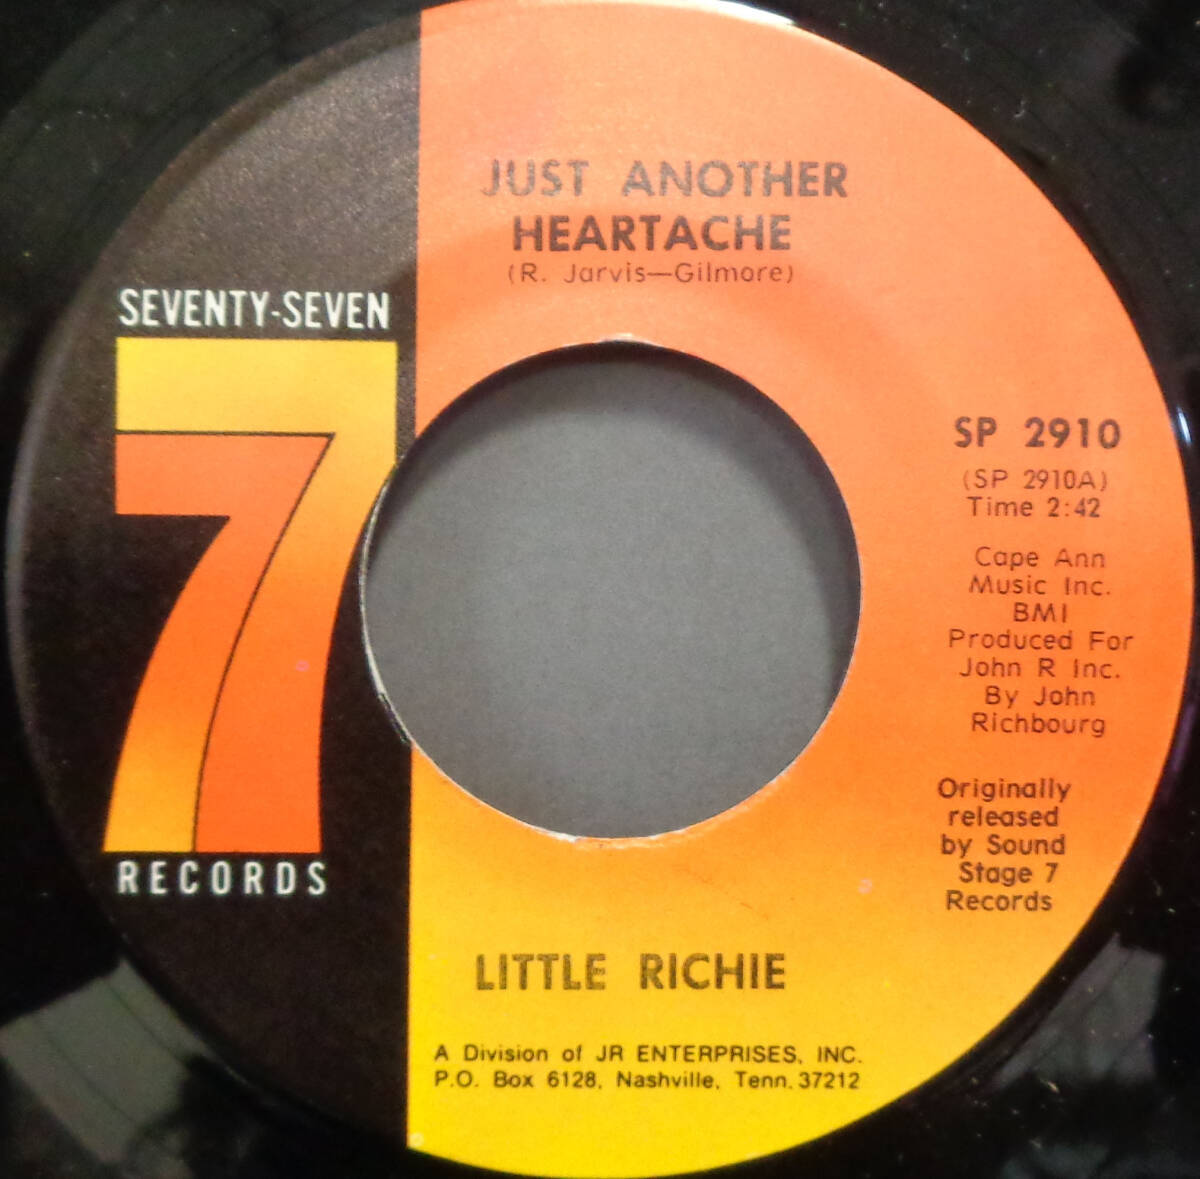 JUST ANOTHER
HEARTACHE
(R. Jarvis—Gilmore)
SEVENTY-SEVEN
7
RECORDS
SP 2910
(SP 2910A)
Time 2:42
Cape Ann
Music Inc.
BMI
Produced For
John R Inc.
By John
Richbourg
Originally
released
by Sound
Stage 7
Records
LITTLE RICHIE
A Division of JR ENTERPRISES, INC.
P.O. Box 6128, Nashville, Tenn. 37212